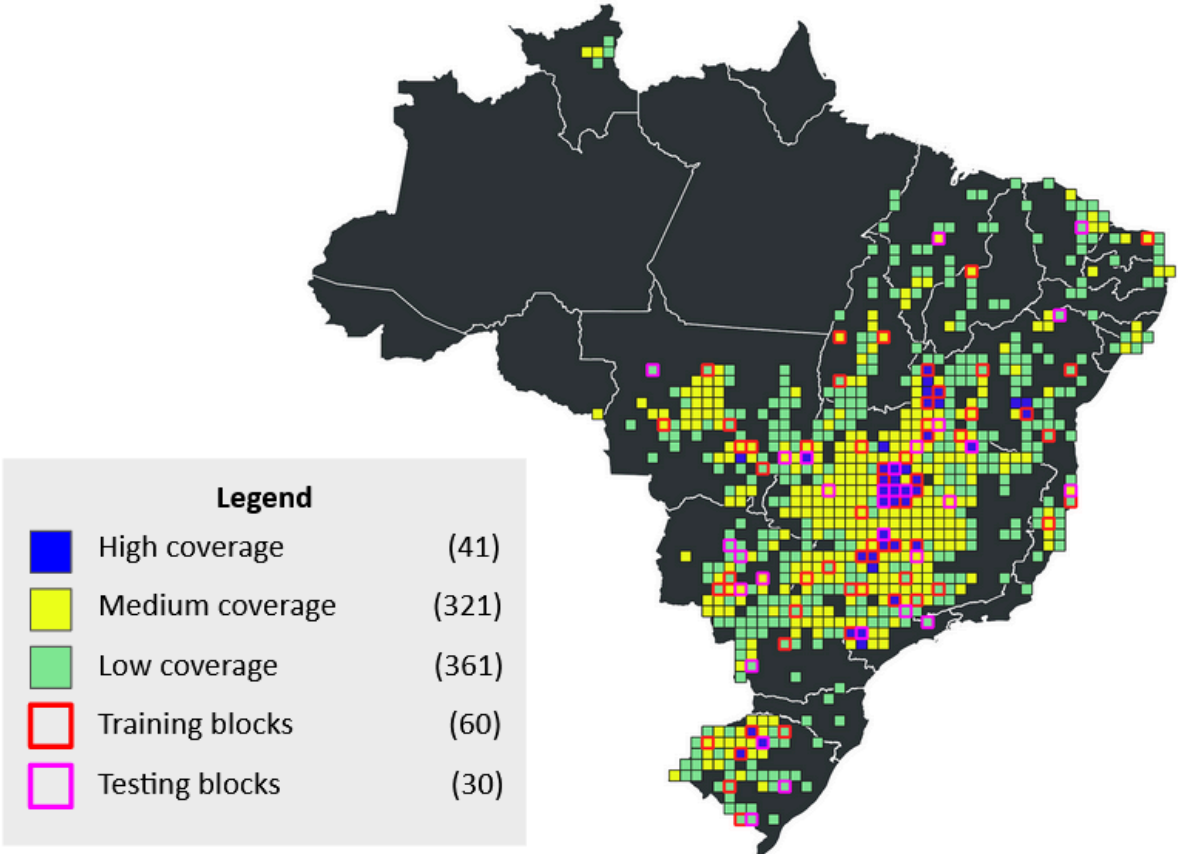 Legend
High coverage (41)
Medium coverage (321)
Low coverage (361)
Training blocks (60)
Testing blocks (30)